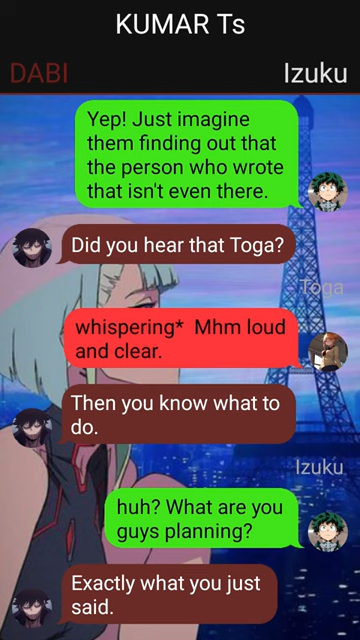 KUMAR Ts
DABI
Izuku
Yep! Just imagine
them finding out that
the person who wrote
that isn't even there.
Did you hear that Toga?
Toga
whispering*  Mhm loud
and clear.
Then you know what to
do.
Izuku
huh? What are you
guys planning?
Exactly what you just
said.